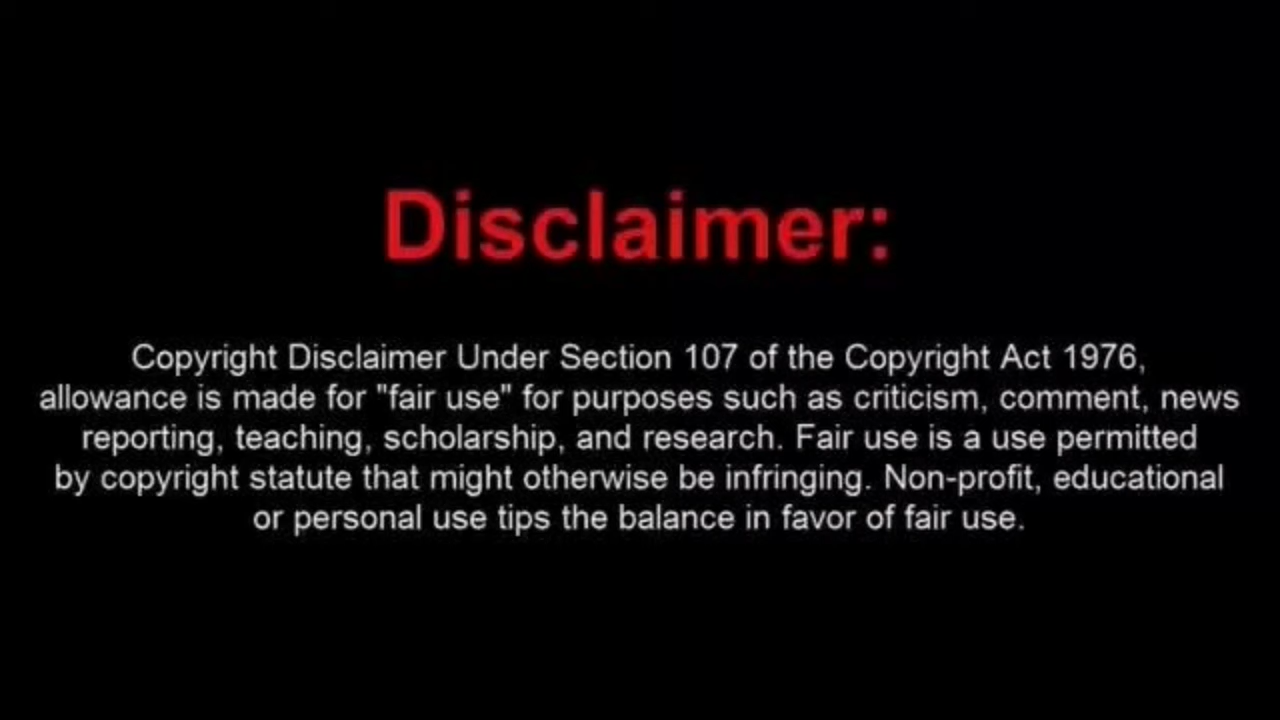 Disclaimer:
Copyright Disclaimer Under Section 107 of the Copyright Act 1976,
allowance is made for "fair use" for purposes such as criticism, comment, news
reporting, teaching, scholarship, and research. Fair use is a use permitted
by copyright statute that might otherwise be infringing. Non-profit, educational
or personal use tips the balance in favor of fair use.